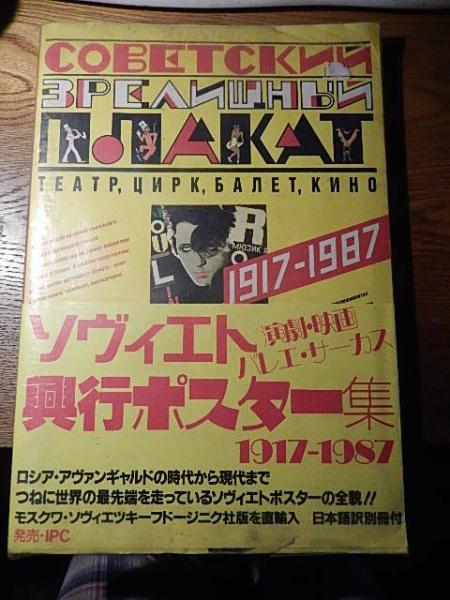 СОВЕТСКИЙ
ЗРЕЛИЩНЫЙ
ПЛАКАТ
ТЕАТР, ЦИРК, БАЛЕТ, КИНО
R
МЮЗИК Х
1917-1987
ソヴィエト
演劇・映画
バレエ・サーカス
興行ポスター集
1917-1987
ロシア・アヴァンギャルドの時代から現代まで
つねに世界の最先端を走っているソヴィエトポスターの全貌!!
モスクワ・ソヴィエツキーフドージニク社版を直輸入 日本語訳別冊付
発売・IPC